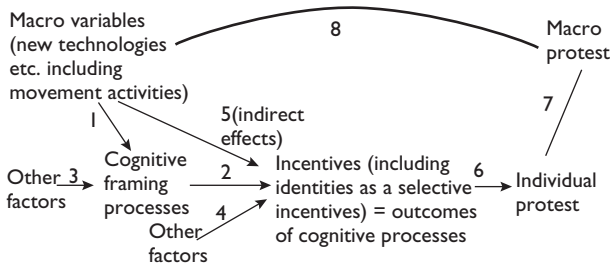 Macro variables
(new technologies
etc. including
movement activities)
8
Macro
protest
1
5(indirect
effects)
7
Other
factors
3
Cognitive
framing
processes
2
Incentives (including
identities as a selective
incentives) = outcomes
of cognitive processes
6
Individual
protest
Other
factors
4